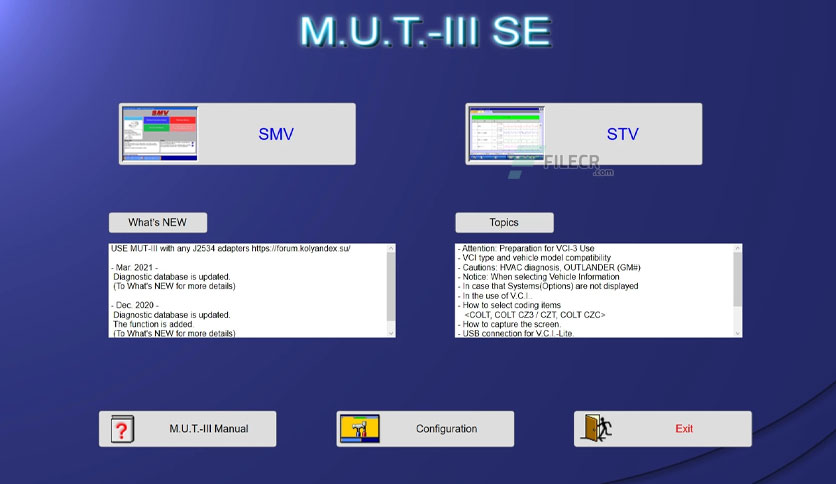 M.U.T.-III SE
SMV
SMV
STV
FILECR
.com
What's NEW
Topics
USE MUT-III with any J2534 adapters https://forum.kolyandex.su/
- Mar. 2021 -
Diagnostic database is updated.
(To What's NEW for more details)
- Dec. 2020 -
Diagnostic database is updated.
The function is added.
(To What's NEW for more details)
- Attention: Preparation for VCI-3 Use
- VCI type and vehicle model compatibility
- Cautions: HVAC diagnosis, OUTLANDER (GM#)
- Notice: When selecting Vehicle Information
- In case that Systems(Options) are not displayed
- In the use of V.C.I.
- How to select coding items
<COLT, COLT CZ3 / CZT, COLT CZC>
- How to capture the screen.
- USB connection for V.C.I.-Lite.
M.U.T.-III Manual
Configuration
Exit